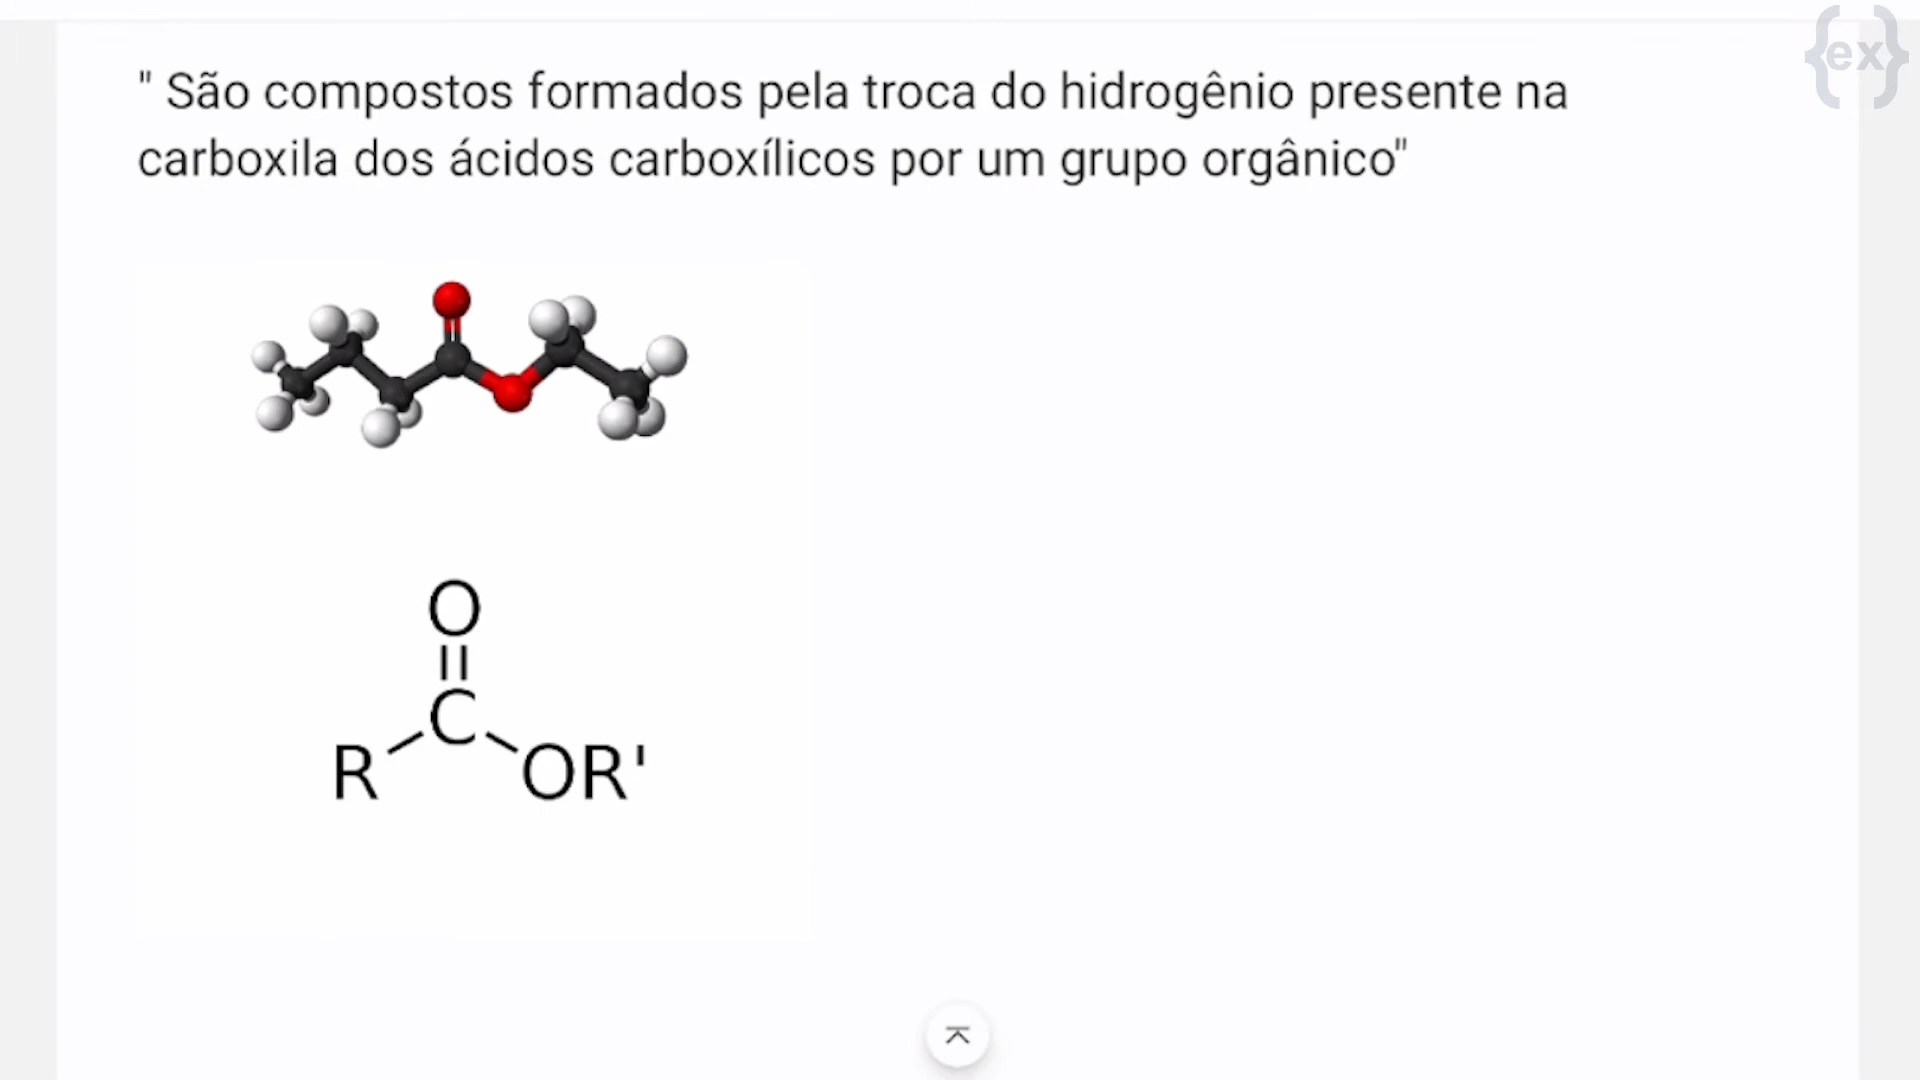 {ex}
" São compostos formados pela troca do hidrogênio presente na
carboxila dos ácidos carboxílicos por um grupo orgânico"
O
C
R OR'